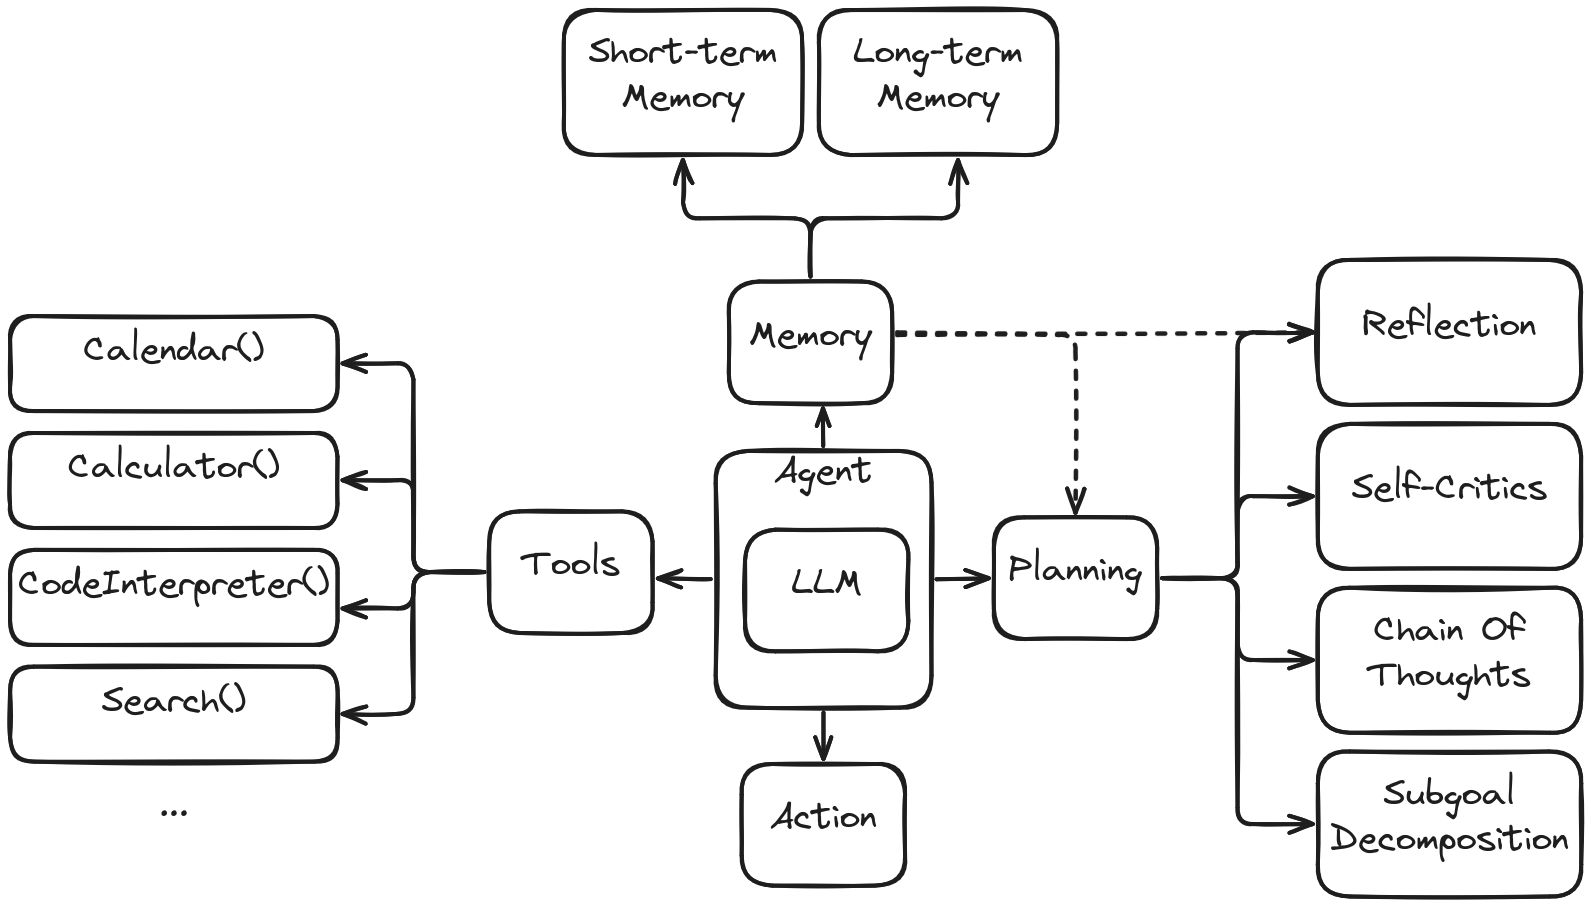 Short-term
Memory
Long-term
Memory
Memory
Reflection
Calendar()
Calculator()
Agent
Self-Critics
Tools
LLM
Planning
CodeInterpreter()
Chain Of
Thoughts
Search()
Action
Subgoal
Decomposition
...